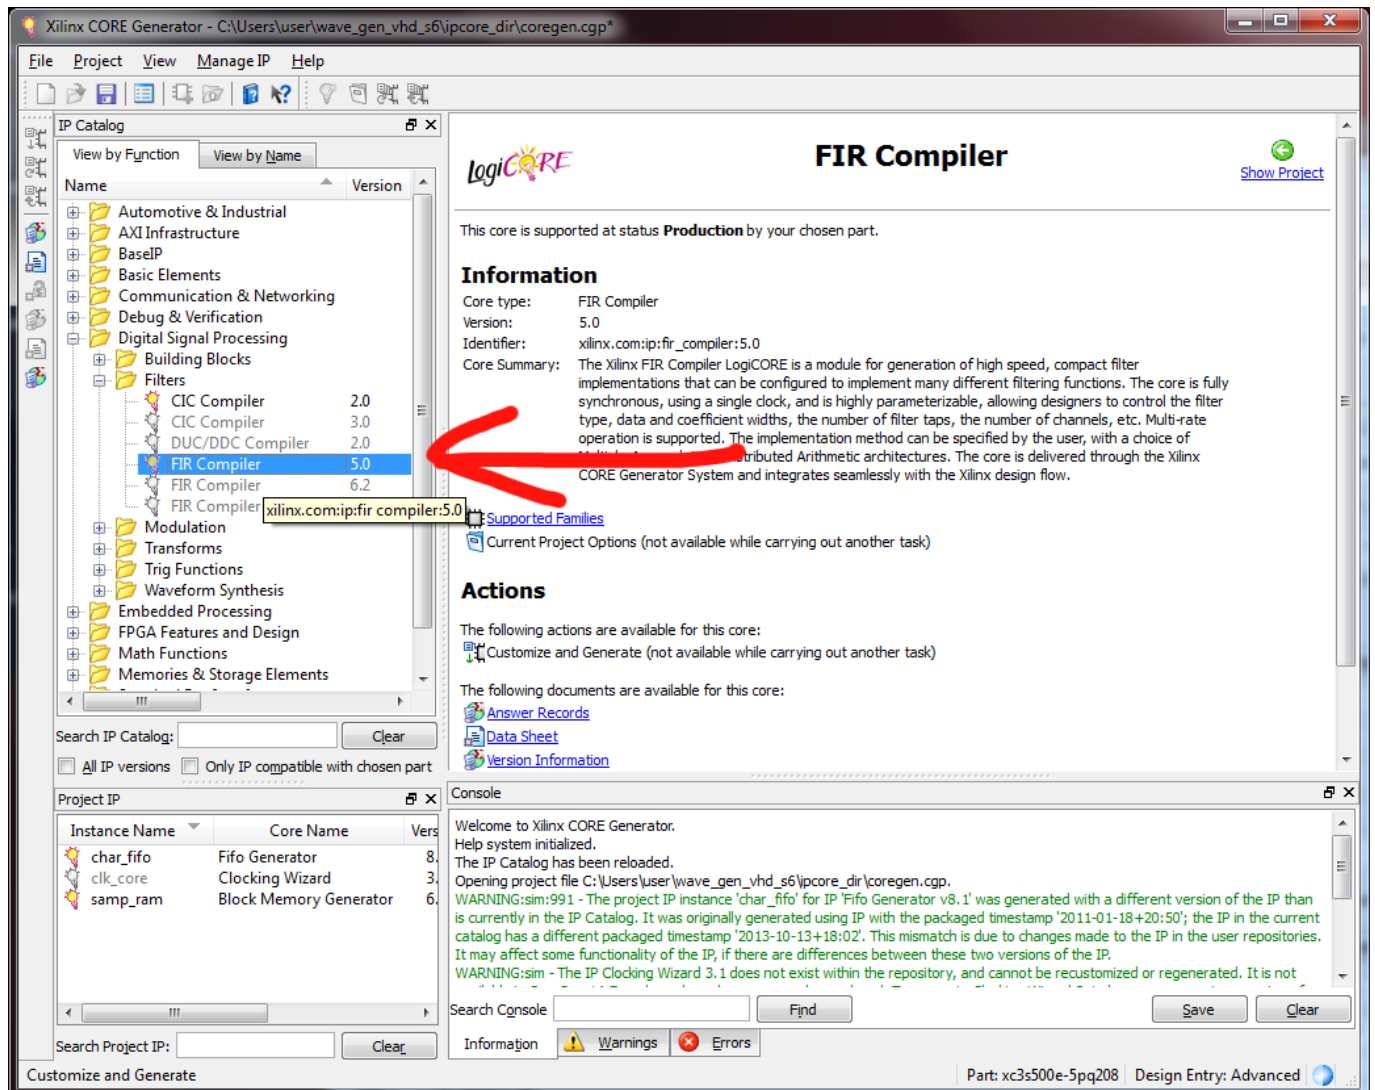 Xilinx CORE Generator - C:\Users\user\wave_gen_vhd_s6\ipcore_dir\coregen.cgp*
File Project View Manage IP Help
IP Catalog
View by Function View by Name
Name Version
Automotive & Industrial
AXI Infrastructure
BaseIP
Basic Elements
Communication & Networking
Debug & Verification
Digital Signal Processing
Building Blocks
Filters
CIC Compiler 2.0
CIC Compiler 3.0
DUC/DDC Compiler 2.0
FIR Compiler 5.0
FIR Compiler 6.2
FIR Compiler
xilinx.com:ip:fir compiler:5.0
Modulation
Transforms
Trig Functions
Waveform Synthesis
Embedded Processing
FPGA Features and Design
Math Functions
Memories & Storage Elements
Search IP Catalog: Clear
All IP versions Only IP compatible with chosen part
Project IP
Instance Name Core Name Vers
char_fifo Fifo Generator 8.
clk_core Clocking Wizard 3.
samp_ram Block Memory Generator 6.
Search Project IP: Clear
Customize and Generate
logiCORE
FIR Compiler
Show Project
This core is supported at status Production by your chosen part.
Information
Core type: FIR Compiler
Version: 5.0
Identifier: xilinx.com:ip:fir_compiler:5.0
Core Summary: The Xilinx FIR Compiler LogiCORE is a module for generation of high speed, compact filter
implementations that can be configured to implement many different filtering functions. The core is fully
synchronous, using a single clock, and is highly parameterizable, allowing designers to control the filter
type, data and coefficient widths, the number of filter taps, the number of channels, etc. Multi-rate
operation is supported. The implementation method can be specified by the user, with a choice of
Arithmetic architectures. The core is delivered through the Xilinx
CORE Generator System and integrates seamlessly with the Xilinx design flow.
Supported Families
Current Project Options (not available while carrying out another task)
Actions
The following actions are available for this core:
Customize and Generate (not available while carrying out another task)
The following documents are available for this core:
Answer Records
Data Sheet
Version Information
Console
Welcome to Xilinx CORE Generator.
Help system initialized.
The IP Catalog has been reloaded.
Opening project file C:\Users\user\wave_gen_vhd_s6\ipcore_dir\coregen.cgp.
WARNING:sim:991 - The project IP instance 'char_fifo' for IP 'Fifo Generator v8.1' was generated with a different version of the IP than
is currently in the IP Catalog. It was originally generated using IP with the packaged timestamp '2011-01-18+20:50'; the IP in the current
catalog has a different packaged timestamp '2013-10-13+18:02'. This mismatch is due to changes made to the IP in the user repositories.
It may affect some functionality of the IP, if there are differences between these two versions of the IP.
WARNING:sim - The IP Clocking Wizard 3.1 does not exist within the repository, and cannot be recustomized or regenerated. It is not
Search Console Find Save Clear
Information Warnings Errors
Part: xc3s500e-5pq208 Design Entry: Advanced